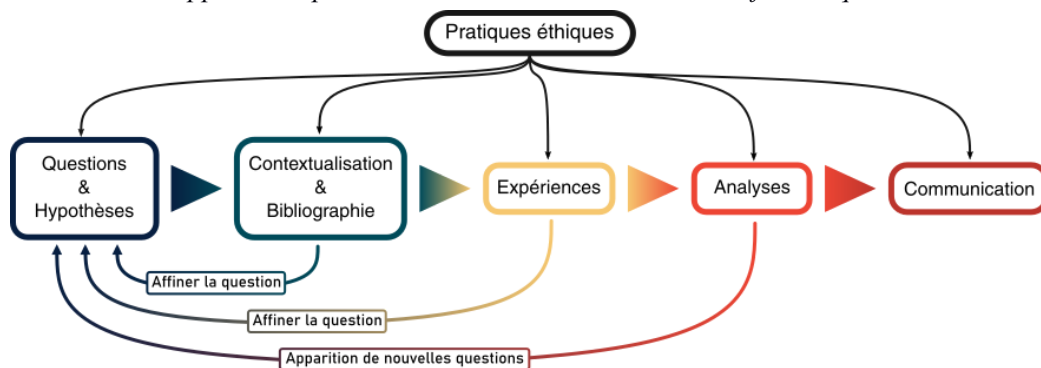 Pratiques éthiques
Questions
&
Hypothèses
Contextualisation
&
Bibliographie
Expériences
Analyses
Communication
Affiner la question
Affiner la question
Apparition de nouvelles questions